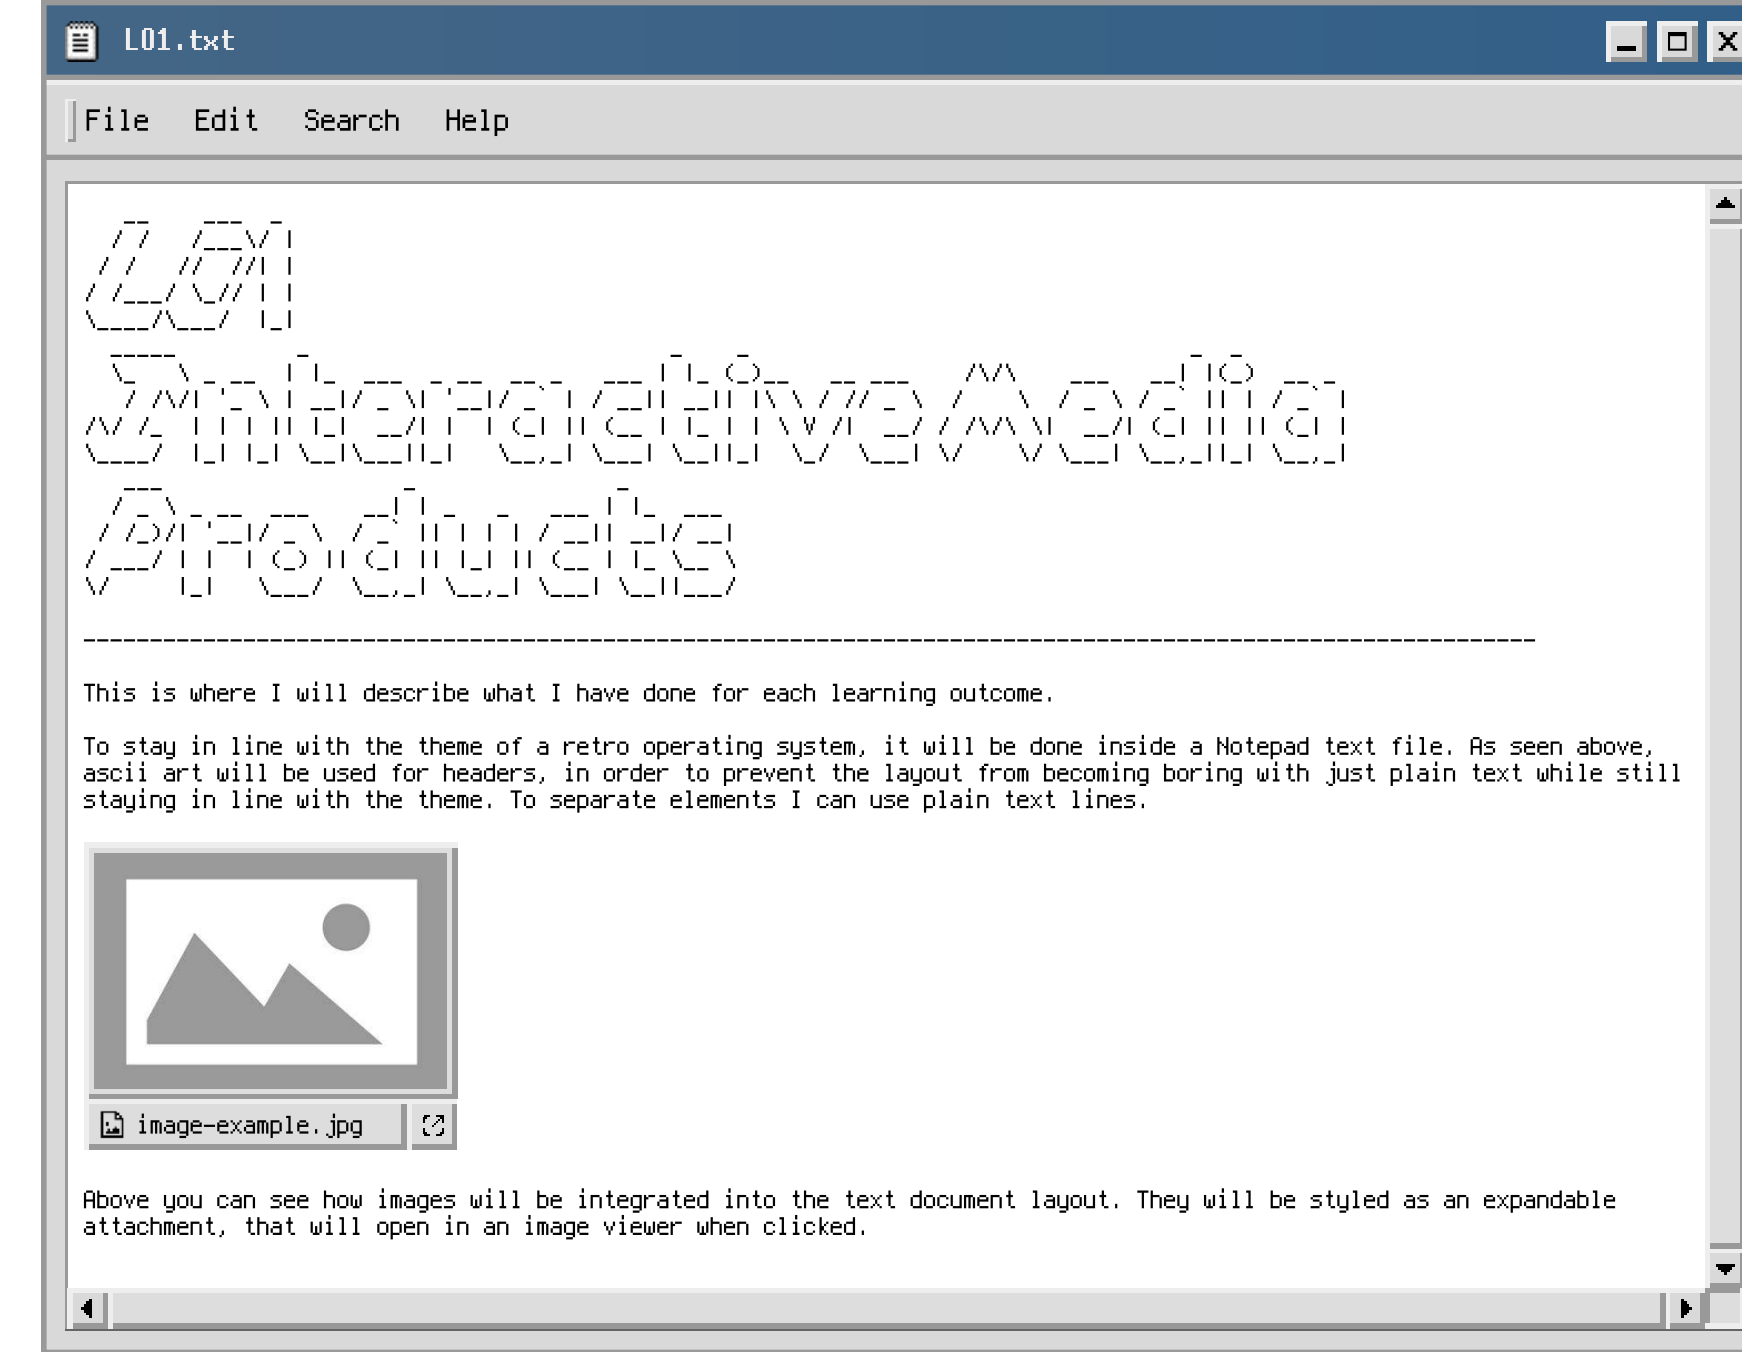 L01.txt
File Edit Search Help
LO1
Interactive Media
Products
This is where I will describe what I have done for each learning outcome.
To stay in line with the theme of a retro operating system, it will be done inside a Notepad text file. As seen above,
ascii art will be used for headers, in order to prevent the layout from becoming boring with just plain text while still
staying in line with the theme. To separate elements I can use plain text lines.
image-example.jpg
Above you can see how images will be integrated into the text document layout. They will be styled as an expandable
attachment, that will open in an image viewer when clicked.